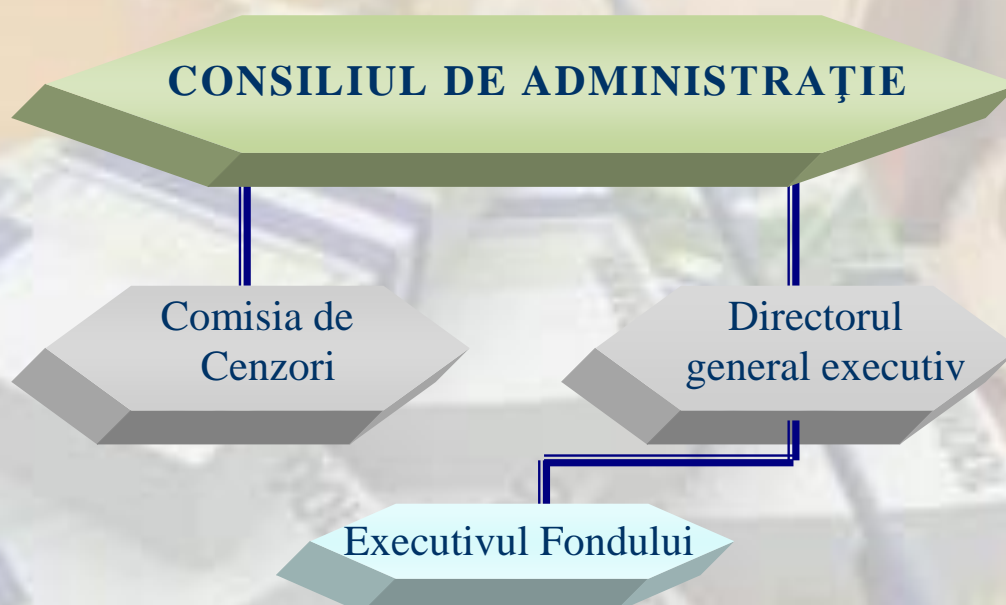 CONSILIUL DE ADMINISTRAŢIE
Comisia de
Cenzori
Directorul
general executiv
Executivul Fondului